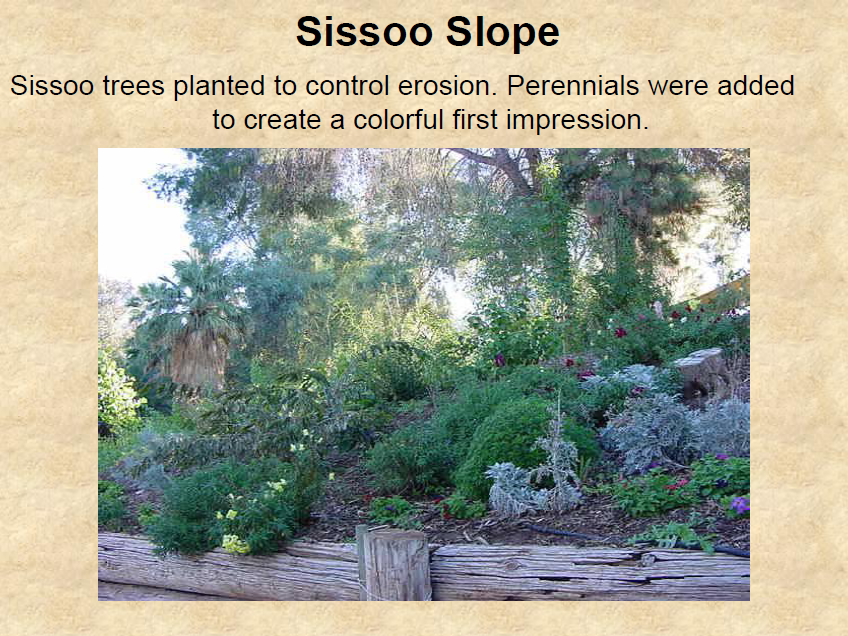 Sissoo Slope
Sissoo trees planted to control erosion. Perennials were added
to create a colorful first impression.